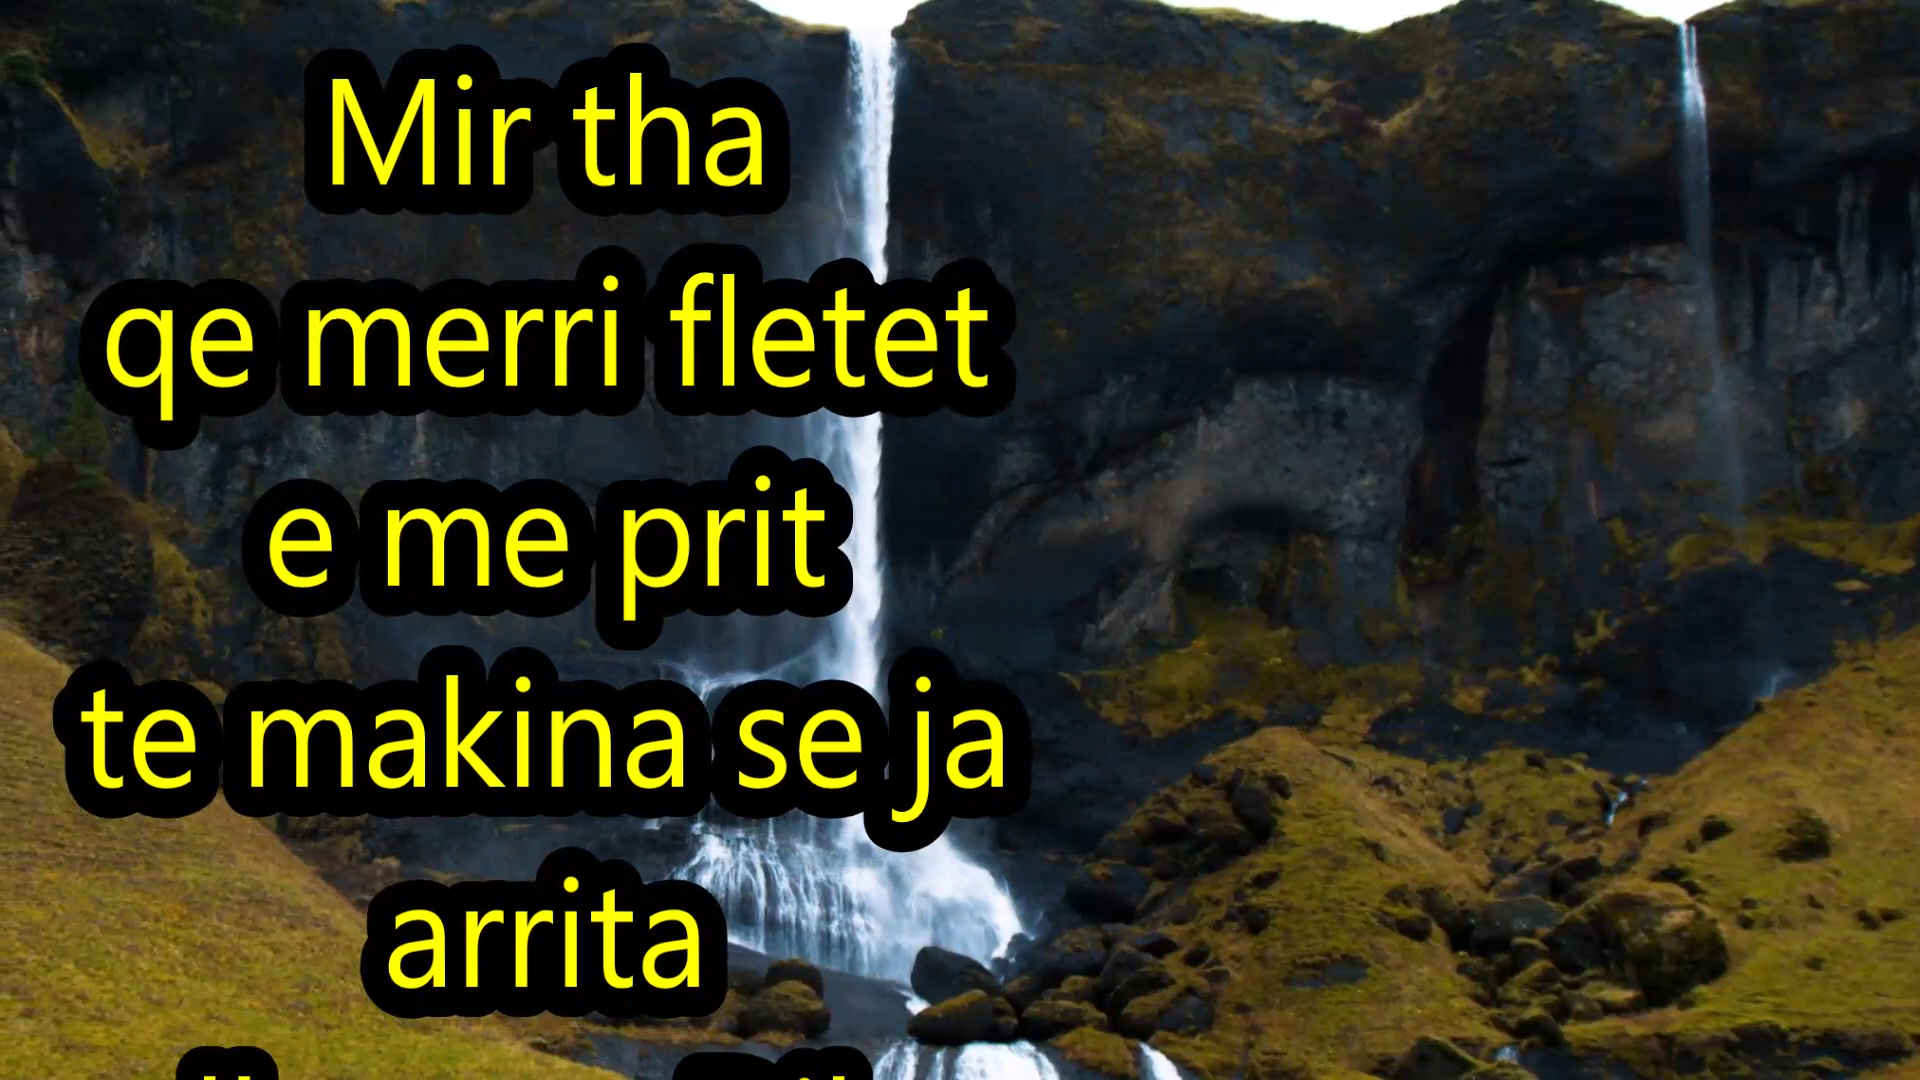 Mir tha
qe merri fletet
e me prit
te makina se ja
arrita